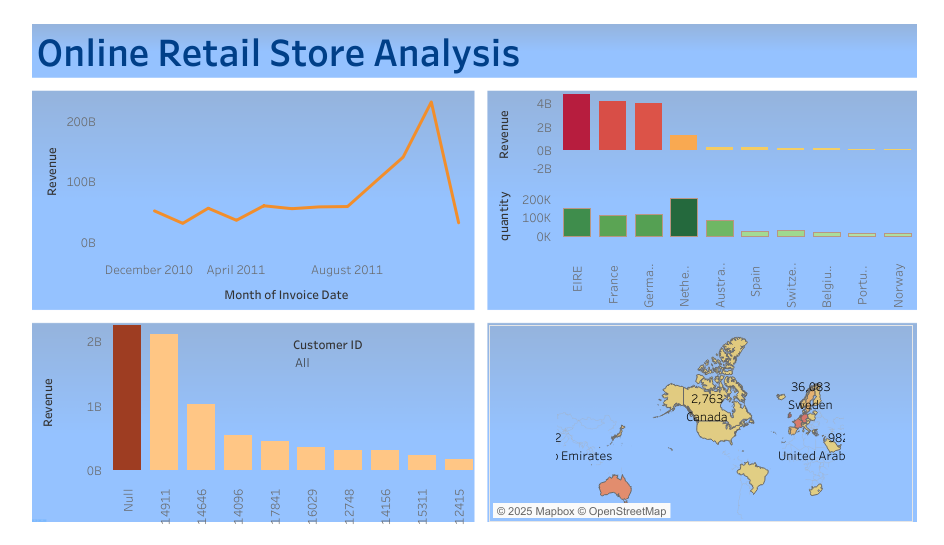 Online Retail Store Analysis
200B
100B
0B
Revenue
December 2010 April 2011 August 2011
Month of Invoice Date
4B
2B
0B
-2B
Revenue
200K
100K
0K
quantity
EIRE
France
Germa..
Nethe..
Austra..
Spain
Switze..
Belgiu..
Portu..
Norway
2B
1B
0B
Revenue
Customer ID
All
Null
14911
14646
14096
17841
16029
12748
14156
15311
12415
36,083
Sweden
2,763
Canada
2
Emirates
982
United Arab
© 2025 Mapbox © OpenStreetMap